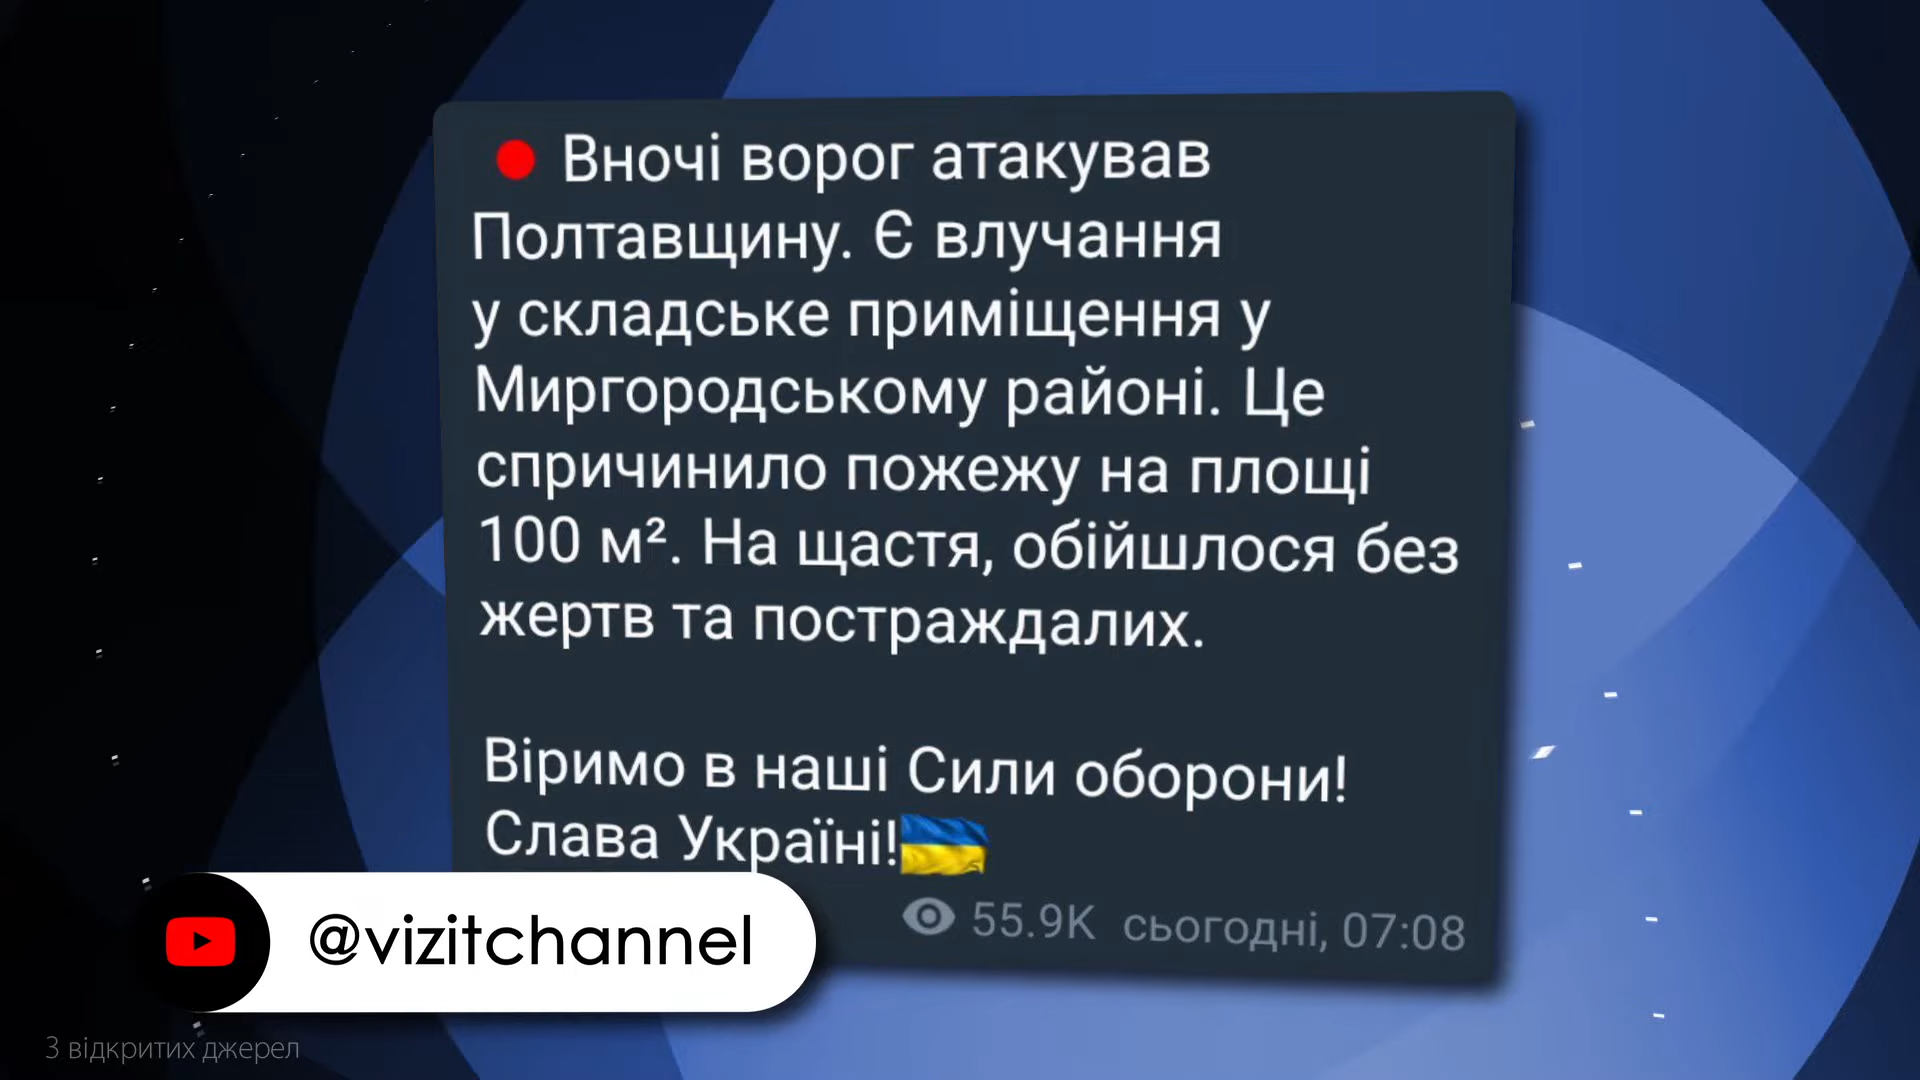 🔴 Вночі ворог атакував
Полтавщину. Є влучання
у складське приміщення у
Миргородському районі. Це
спричинило пожежу на площі
100 м². На щастя, обійшлося без
жертв та постраждалих.
Віримо в наші Сили оборони!
Слава Україні!🇺🇦
55.9K сьогодні, 07:08
@vizitchannel
З відкритих джерел